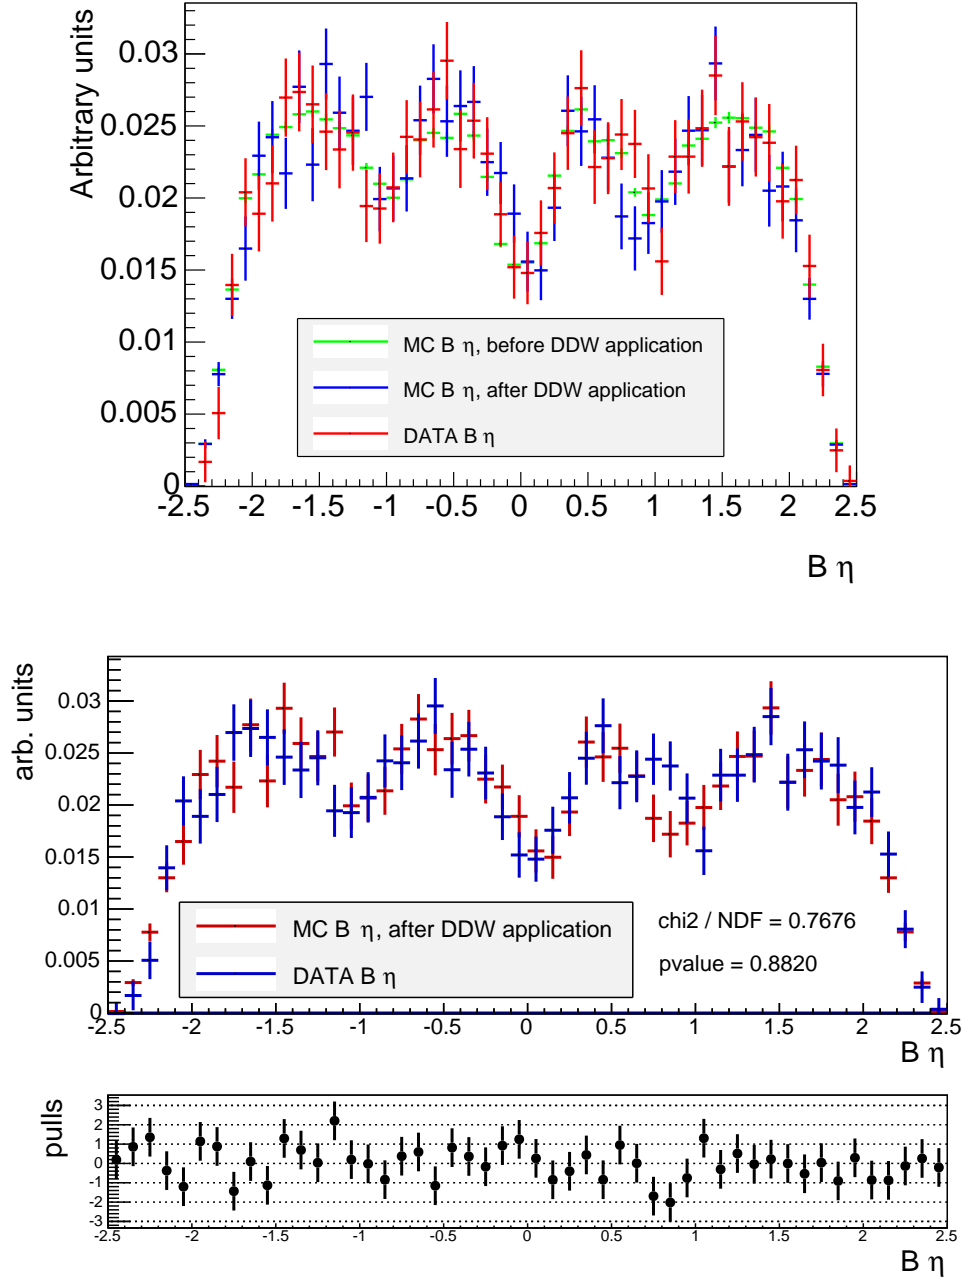 Arbitrary units
0.03
0.025
0.02
0.015
0.01
0.005
0
MC B η, before DDW application
MC B η, after DDW application
DATA B η
-2.5 -2 -1.5 -1 -0.5 0 0.5 1 1.5 2 2.5
B η
arb. units
0.03
0.025
0.02
0.015
0.01
0.005
0
MC B η, after DDW application
DATA B η
chi2 / NDF = 0.7676
pvalue = 0.8820
-2.5 -2 -1.5 -1 -0.5 0 0.5 1 1.5 2 2.5
B η
pulls
3
2
1
0
-1
-2
-3
-2.5 -2 -1.5 -1 -0.5 0 0.5 1 1.5 2 2.5
B η